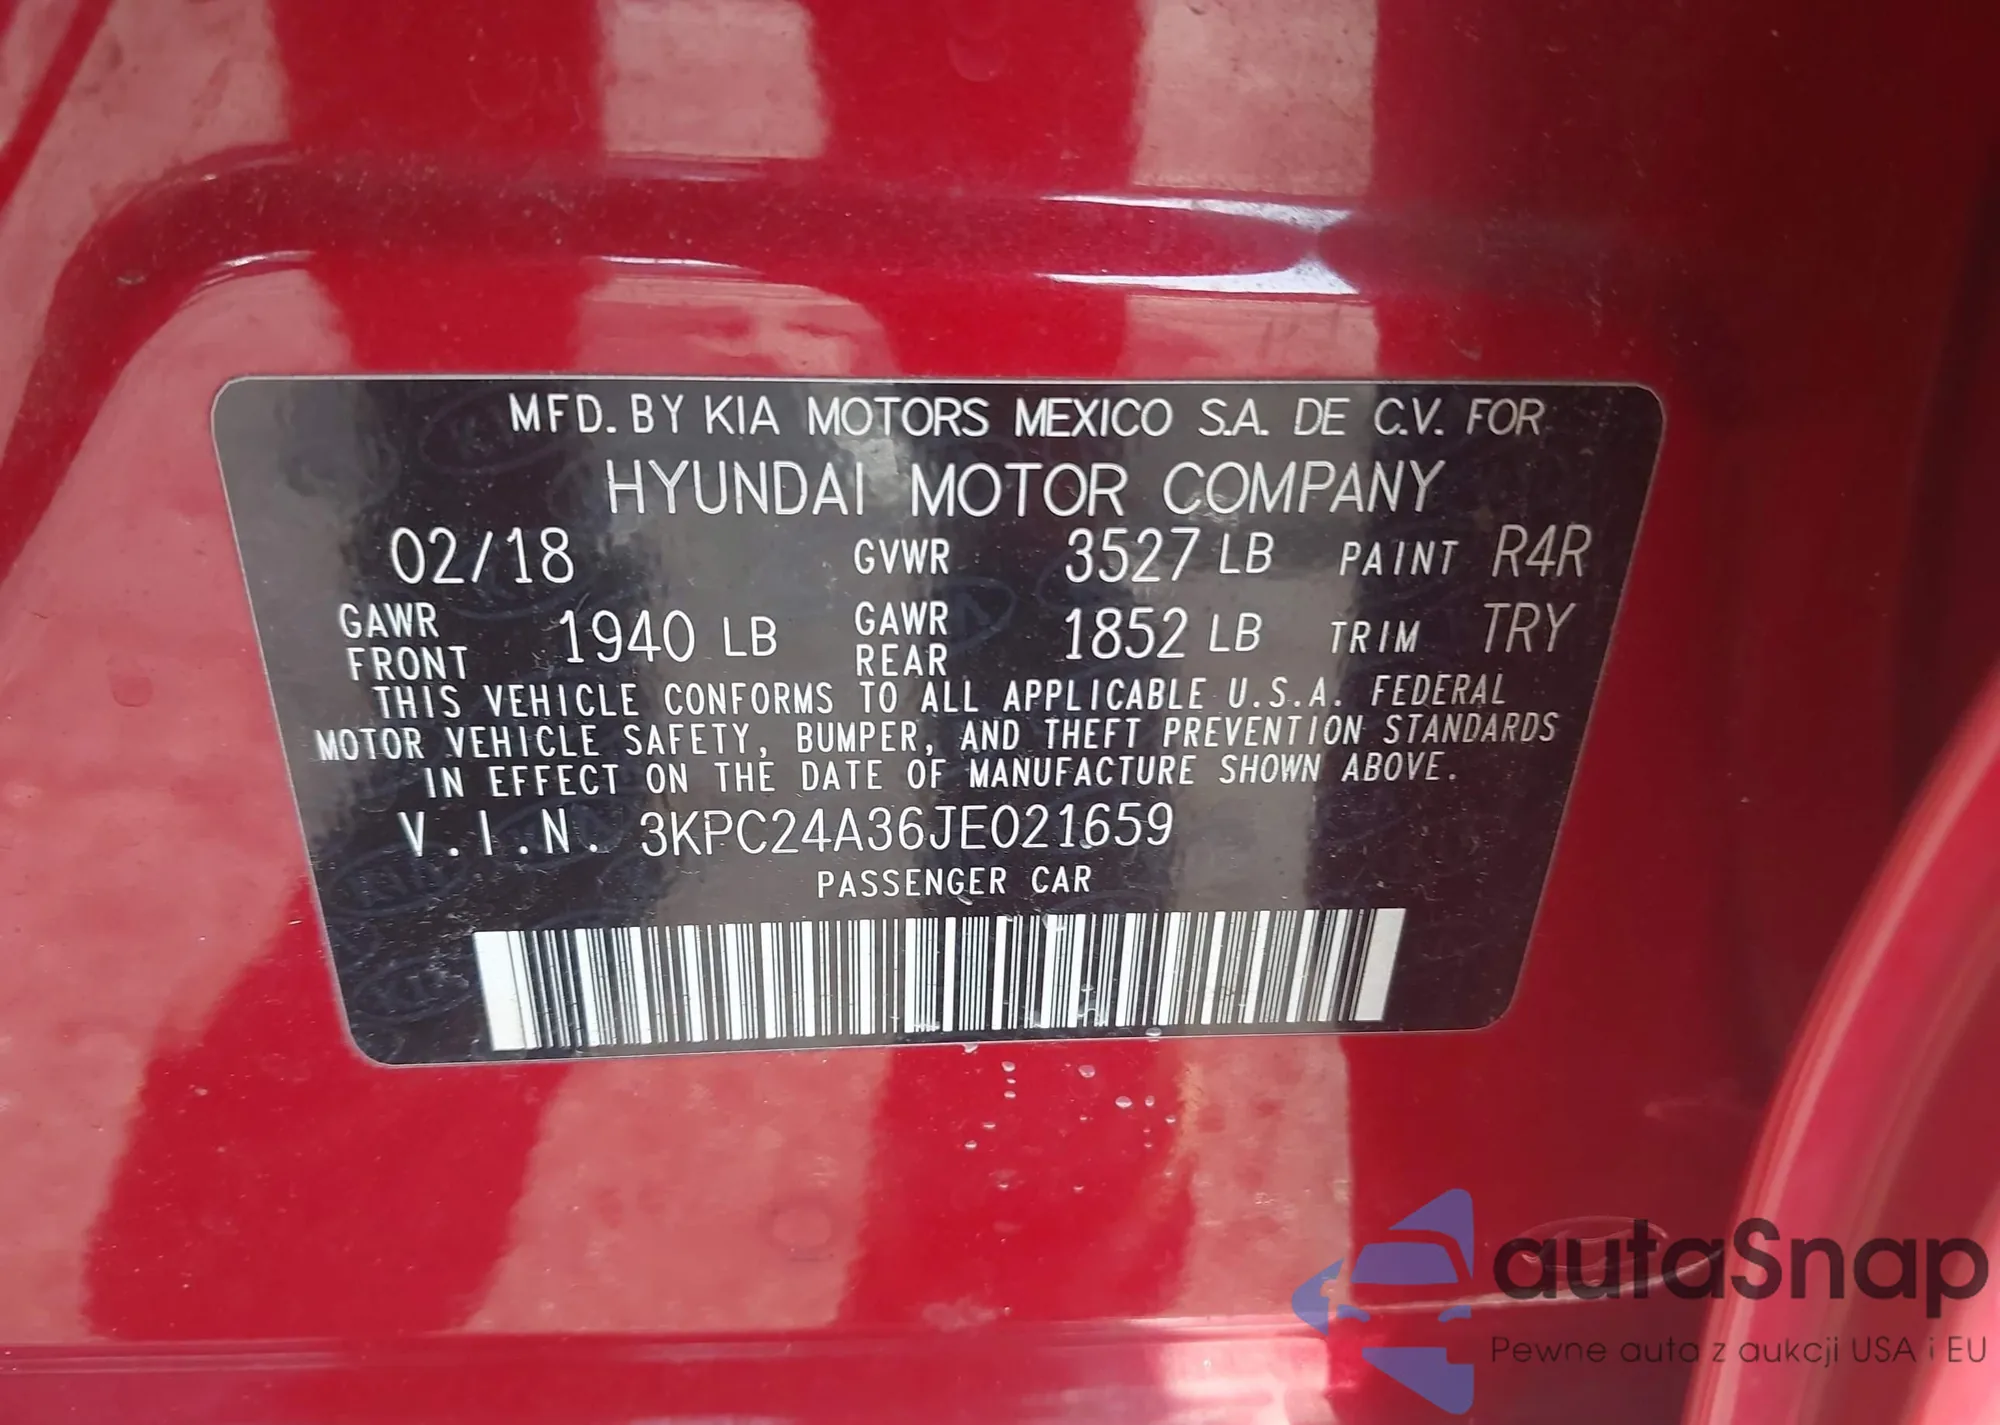 MFD. BY KIA MOTORS MEXICO S.A. DE C.V. FOR
HYUNDAI MOTOR COMPANY
02/18 GVWR 3527 LB PAINT R4R
GAWR FRONT 1940 LB GAWR REAR 1852 LB TRIM TRY
THIS VEHICLE CONFORMS TO ALL APPLICABLE U.S.A. FEDERAL
MOTOR VEHICLE SAFETY, BUMPER, AND THEFT PREVENTION STANDARDS
IN EFFECT ON THE DATE OF MANUFACTURE SHOWN ABOVE.
V.I.N. 3KPC24A36JE021659
PASSENGER CAR
autaSnap
Pewne auta z aukcji USA i EU